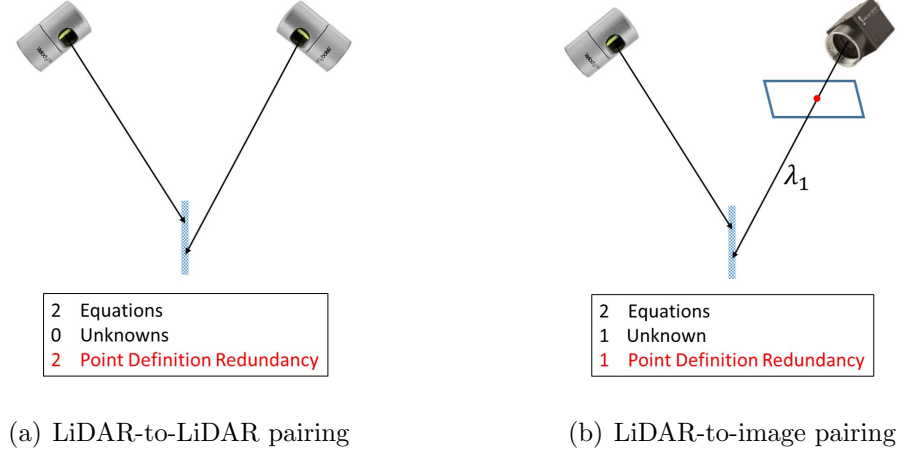 λ1
2 Equations
0 Unknowns
2 Point Definition Redundancy
2 Equations
1 Unknown
1 Point Definition Redundancy
(a) LiDAR-to-LiDAR pairing
(b) LiDAR-to-image pairing